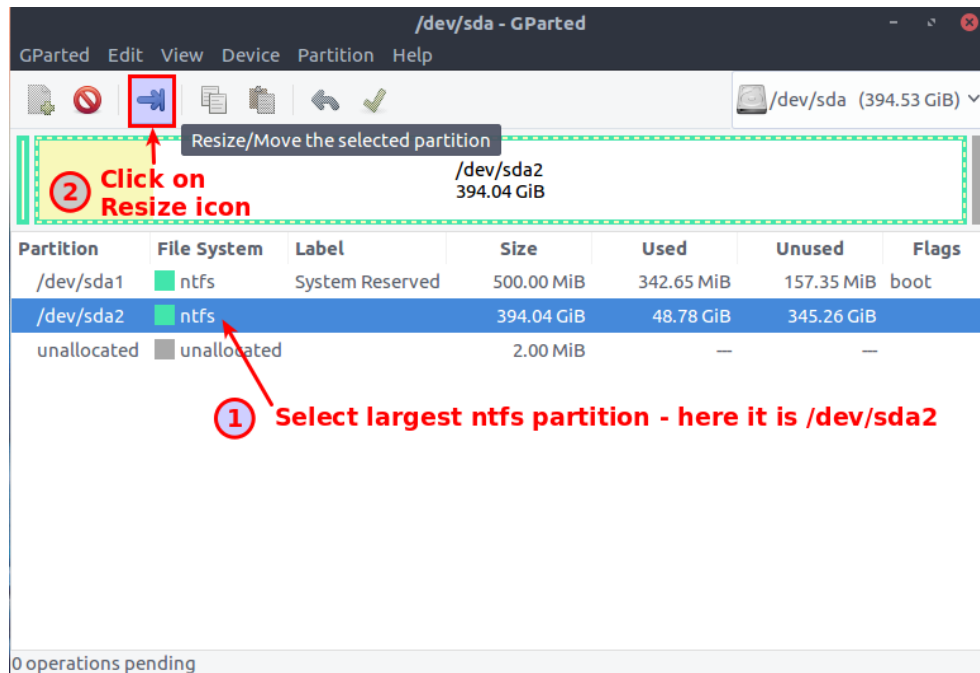 /dev/sda - GParted
GParted Edit View Device Partition Help
/dev/sda (394.53 GiB)
Resize/Move the selected partition
2 Click on
Resize icon
/dev/sda2
394.04 GiB
Partition File System Label Size Used Unused Flags
/dev/sda1 ntfs System Reserved 500.00 MiB 342.65 MiB 157.35 MiB boot
/dev/sda2 ntfs 394.04 GiB 48.78 GiB 345.26 GiB
unallocated unallocated 2.00 MiB --- ---
1 Select largest ntfs partition - here it is /dev/sda2
0 operations pending